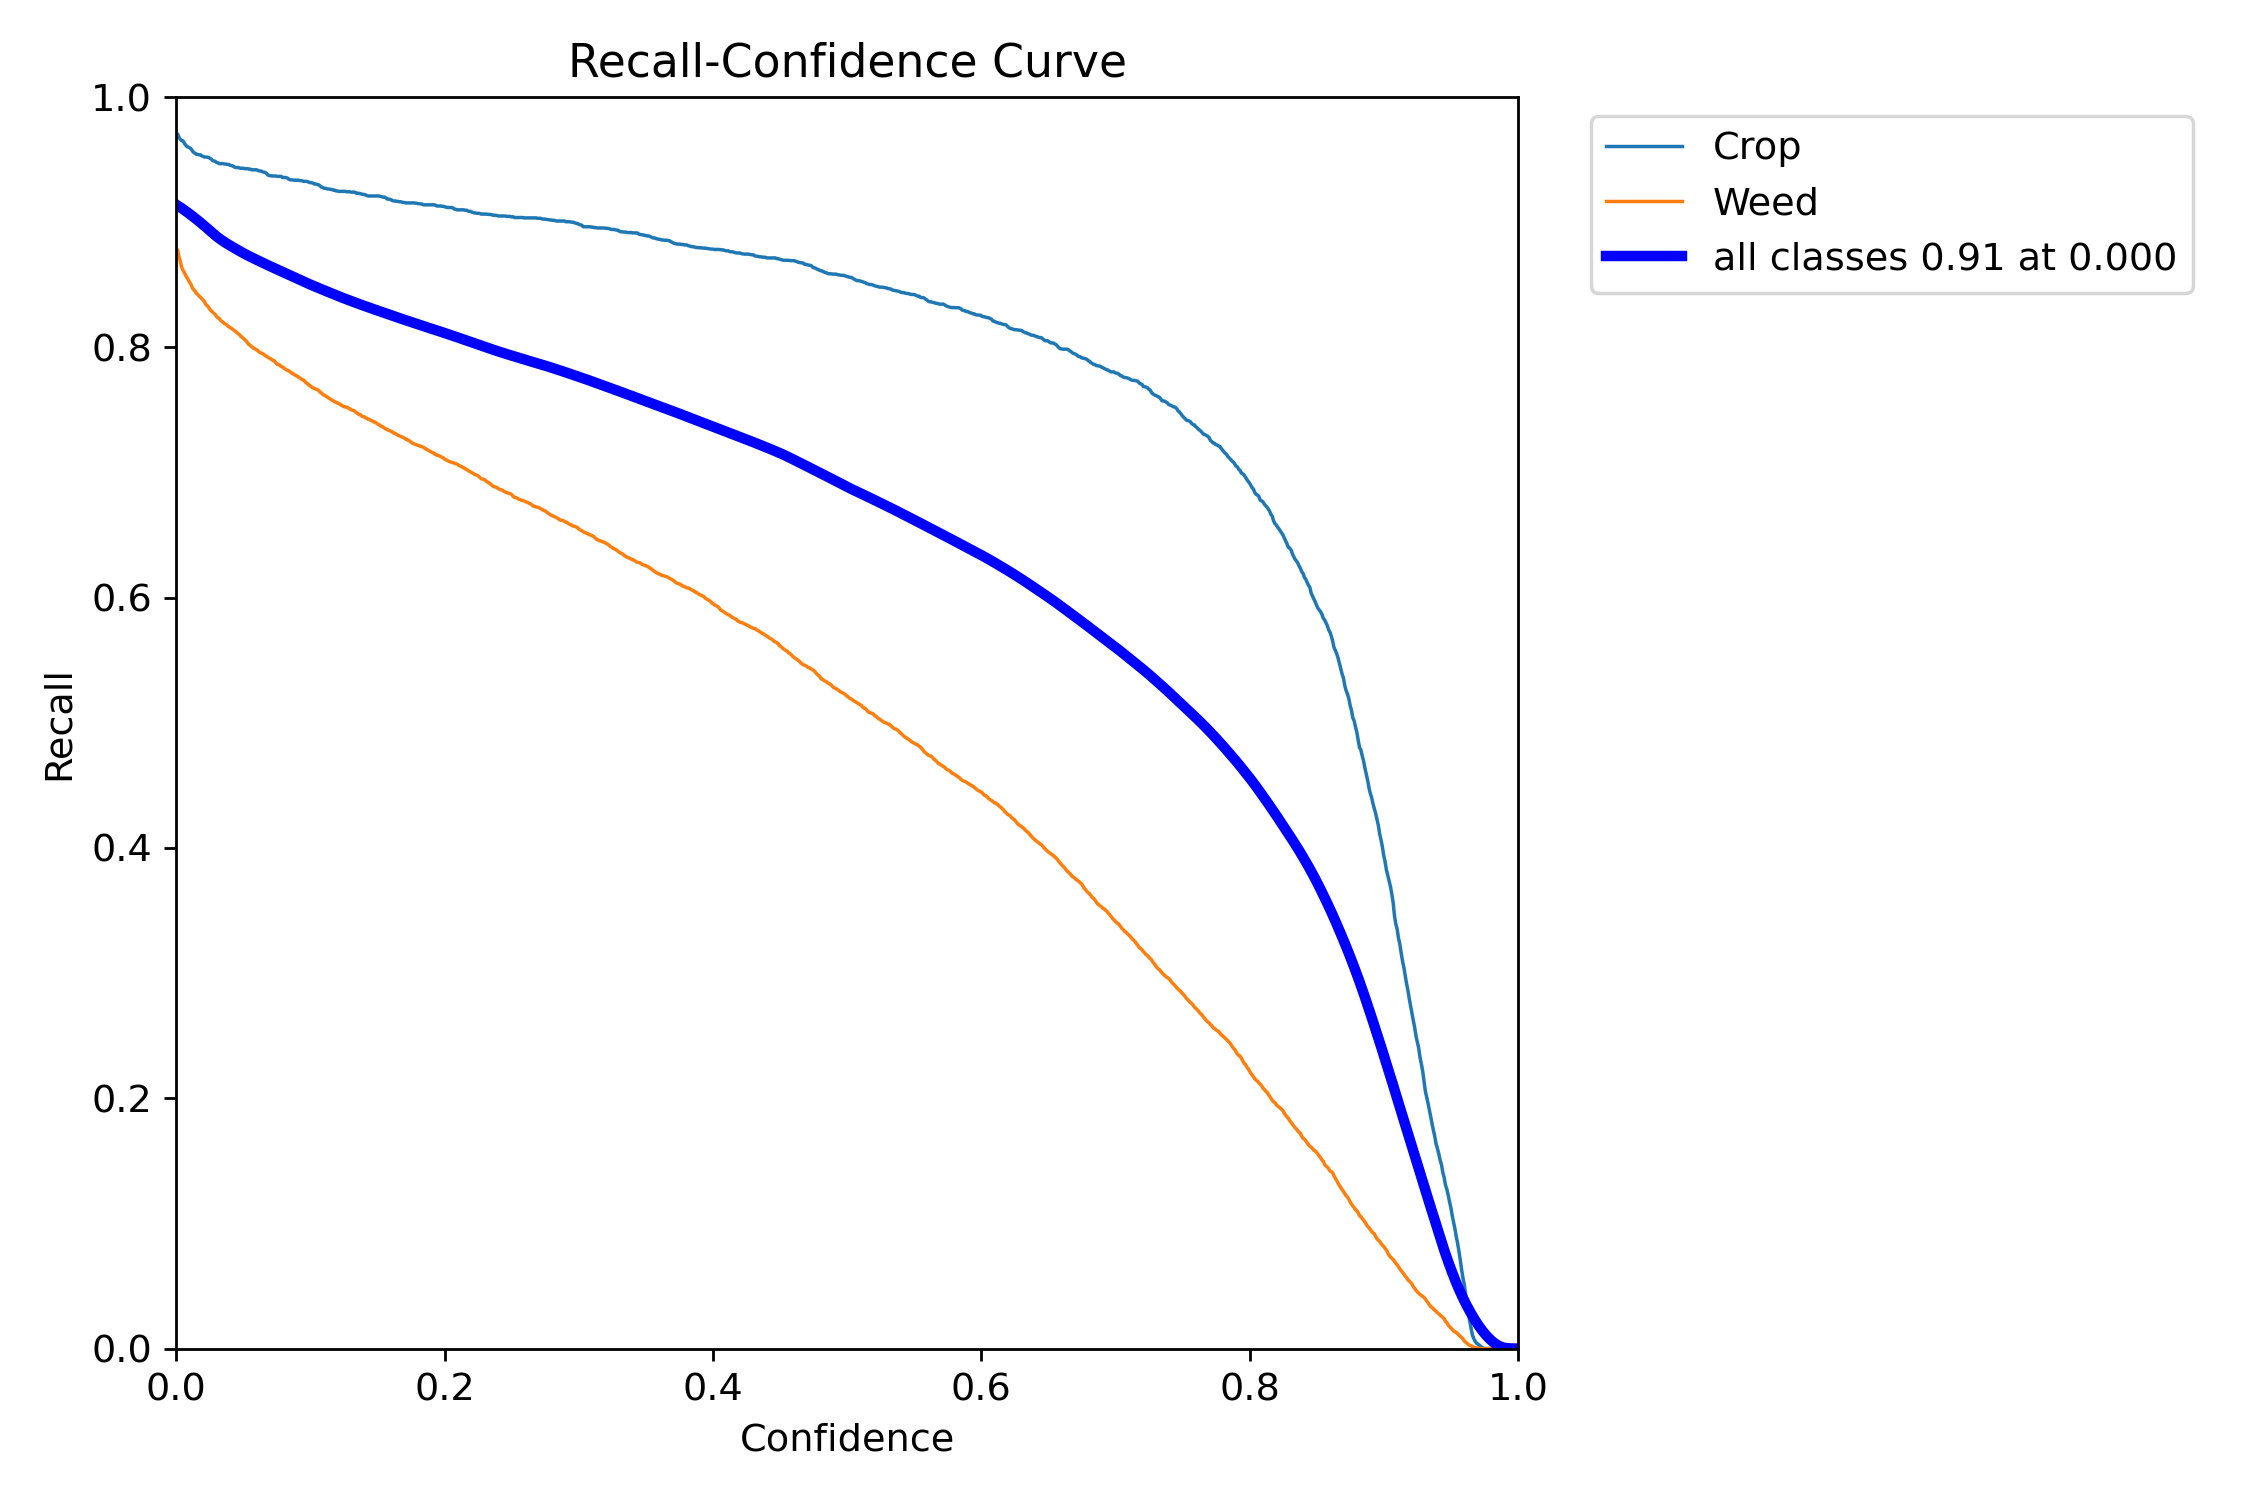 Recall-Confidence Curve
1.0
0.8
0.6
0.4
0.2
0.0
Recall
0.0 0.2 0.4 0.6 0.8 1.0
Confidence
Crop
Weed
all classes 0.91 at 0.000